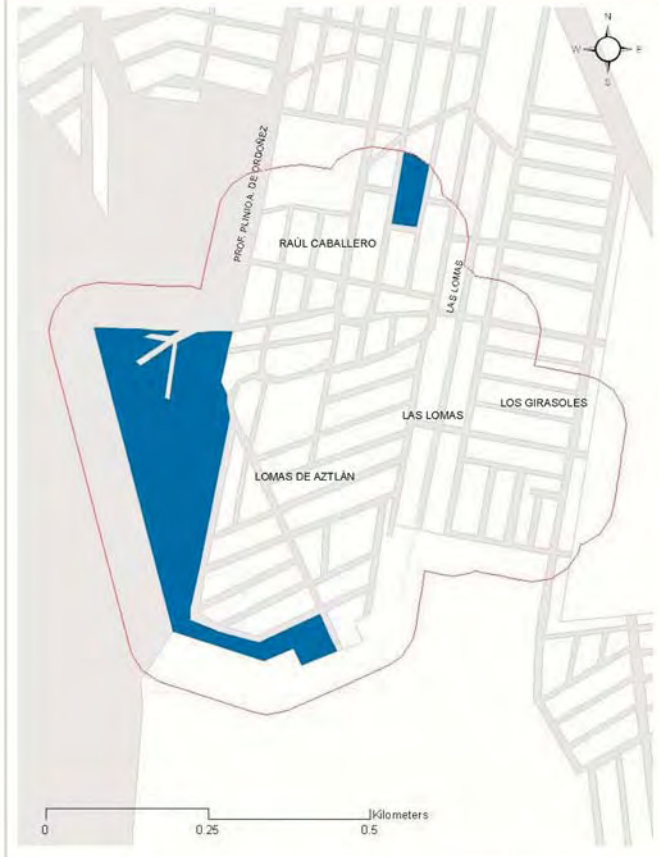 N
W E
S
PROF. PLINIO A. DE ORDOÑEZ
RAÚL CABALLERO
LAS LOMAS
LOS GIRASOLES
LAS LOMAS
LOMAS DE AZTLÁN
Kilometers
0 0.25 0.5